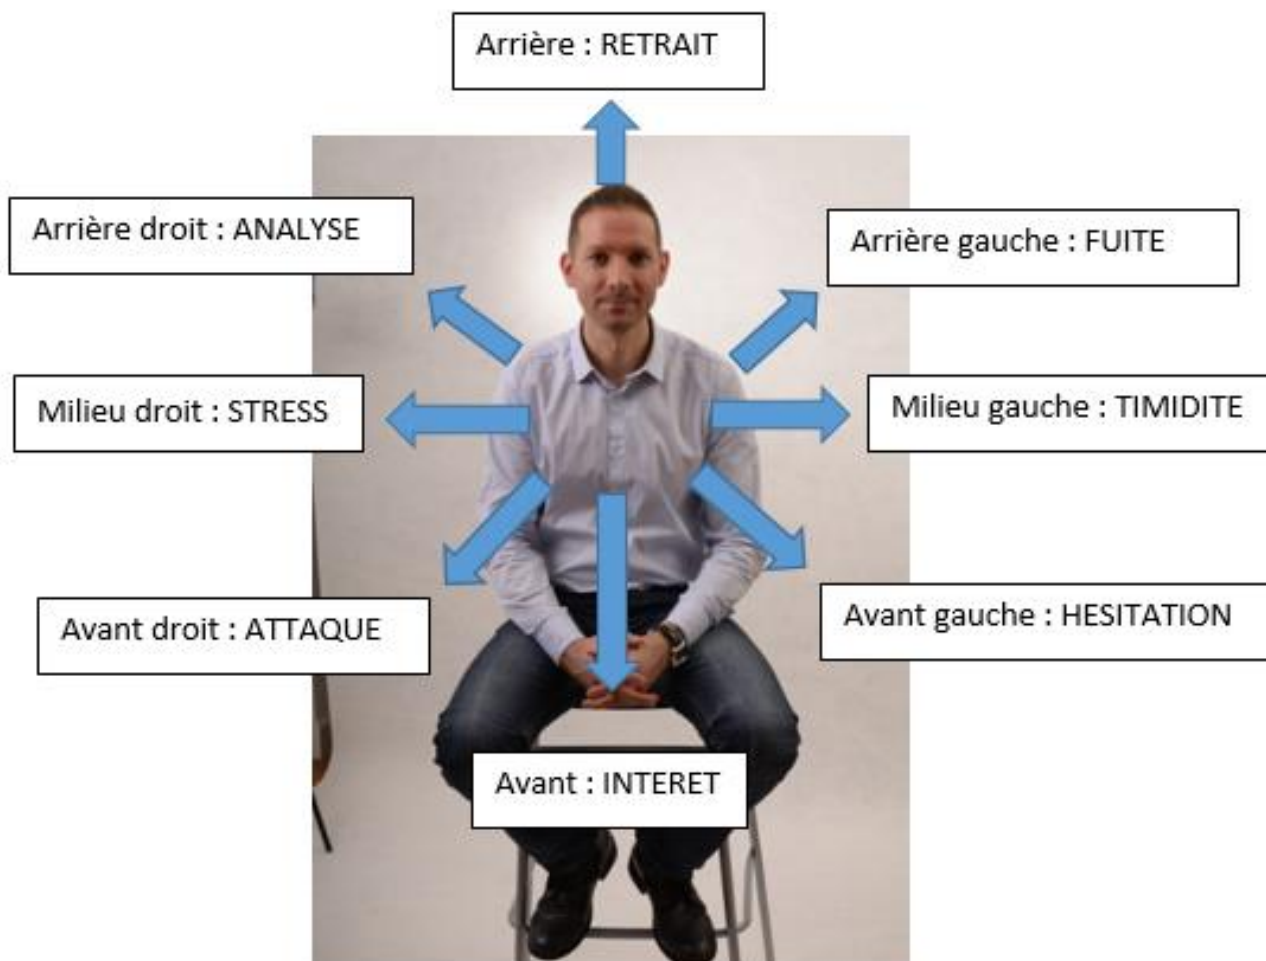 Arrière : RETRAIT
Arrière droit : ANALYSE
Arrière gauche : FUITE
Milieu droit : STRESS
Milieu gauche : TIMIDITE
Avant droit : ATTAQUE
Avant gauche : HESITATION
Avant : INTERET